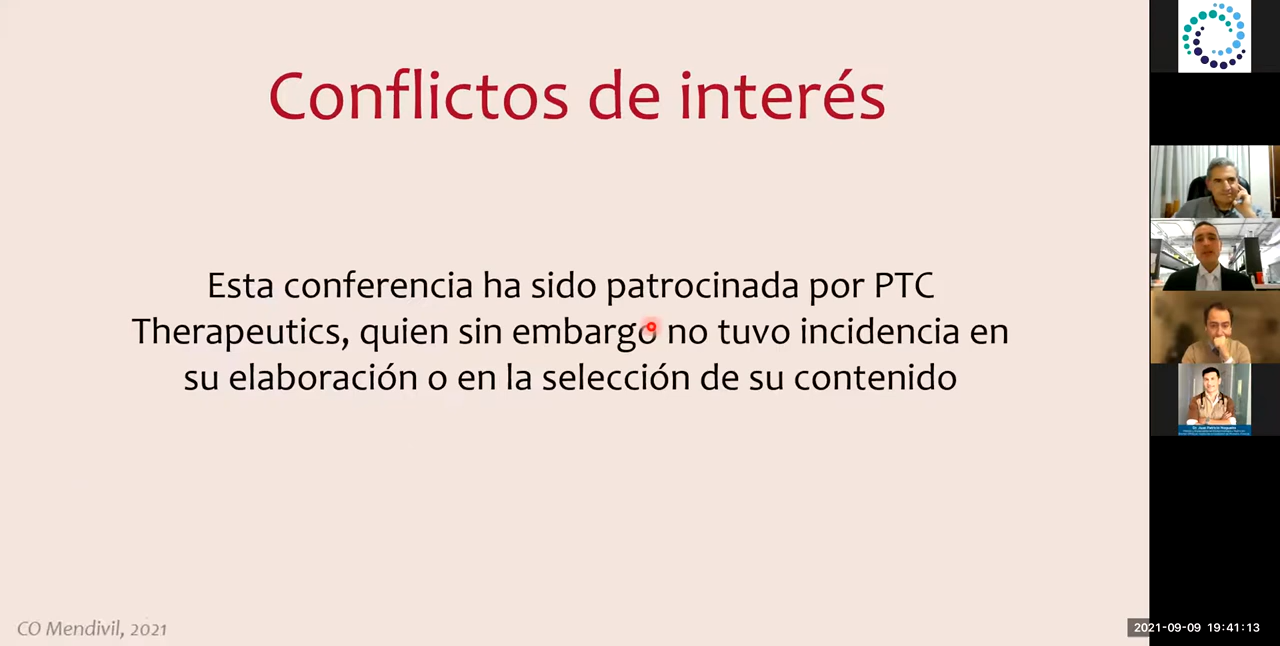 Conflictos de interés
Esta conferencia ha sido patrocinada por PTC
Therapeutics, quien sin embargo no tuvo incidencia en
su elaboración o en la selección de su contenido
CO Mendivil, 2021
2021-09-09 19:41:13